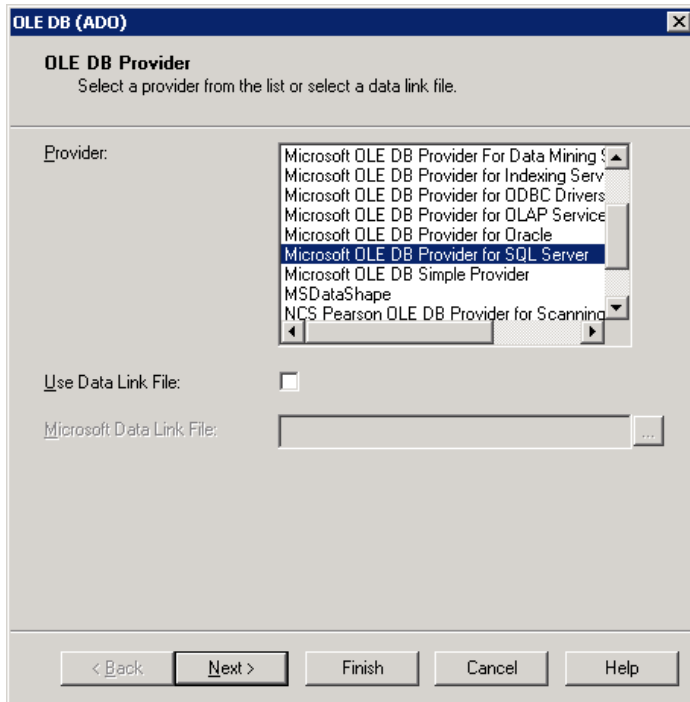 OLE DB (ADO)
OLE DB Provider
Select a provider from the list or select a data link file.
Provider:
Microsoft OLE DB Provider For Data Mining S
Microsoft OLE DB Provider for Indexing Serv
Microsoft OLE DB Provider for ODBC Drivers
Microsoft OLE DB Provider for OLAP Service
Microsoft OLE DB Provider for Oracle
Microsoft OLE DB Provider for SQL Server
Microsoft OLE DB Simple Provider
MSDataShape
NCS Pearson OLE DB Provider for Scanning
Use Data Link File:
Microsoft Data Link File:
...
< Back Next > Finish Cancel Help